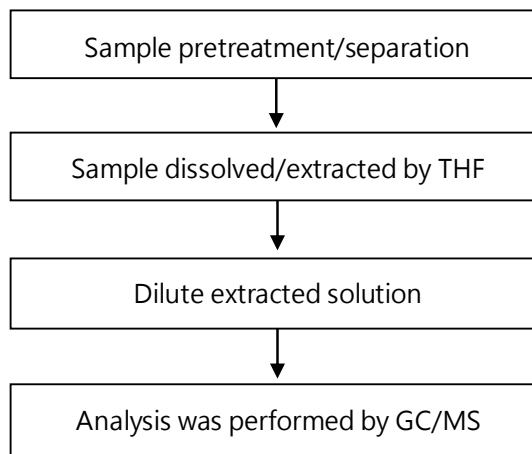 Sample pretreatment/separation
Sample dissolved/extracted by THF
Dilute extracted solution
Analysis was performed by GC/MS